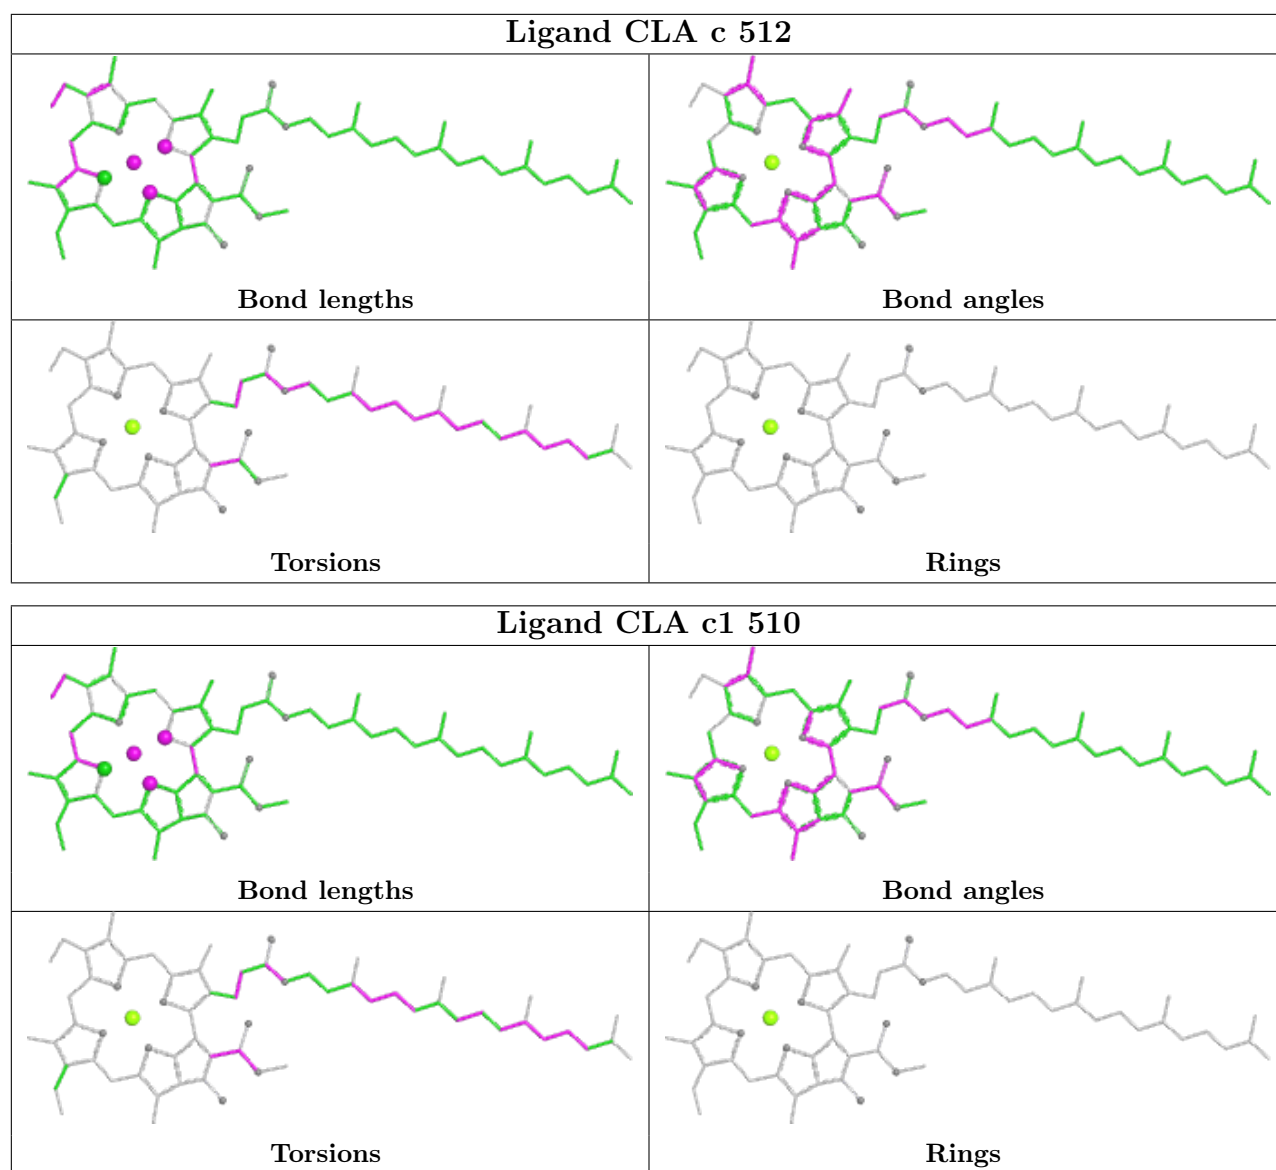 Ligand CLA c 512
Bond lengths
Bond angles
Torsions
Rings
Ligand CLA c1 510
Bond lengths
Bond angles
Torsions
Rings